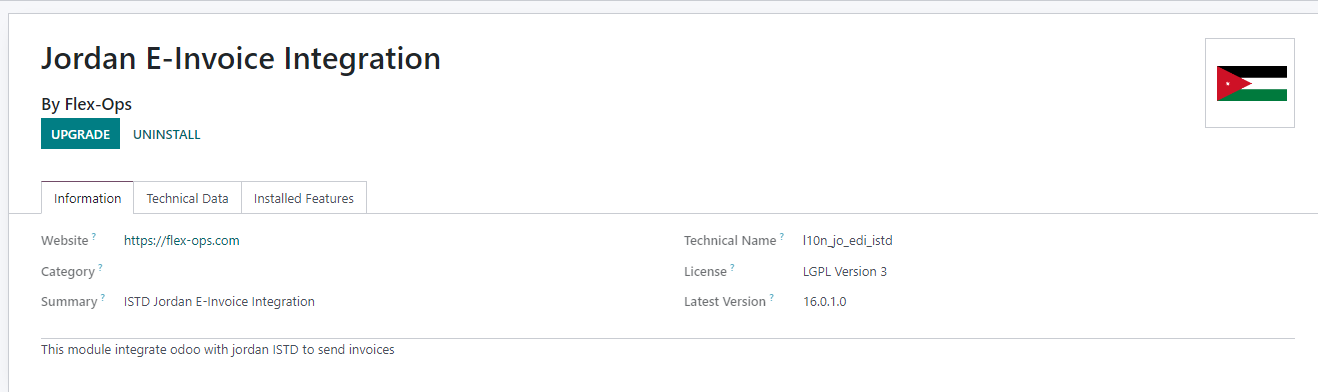 Jordan E-Invoice Integration
By Flex-Ops
UPGRADE UNINSTALL
Information Technical Data Installed Features
Website ? https://flex-ops.com Technical Name ? l10n_jo_edi_istd
Category ? License ? LGPL Version 3
Summary ? ISTD Jordan E-Invoice Integration Latest Version ? 16.0.1.0
This module integrate odoo with jordan ISTD to send invoices